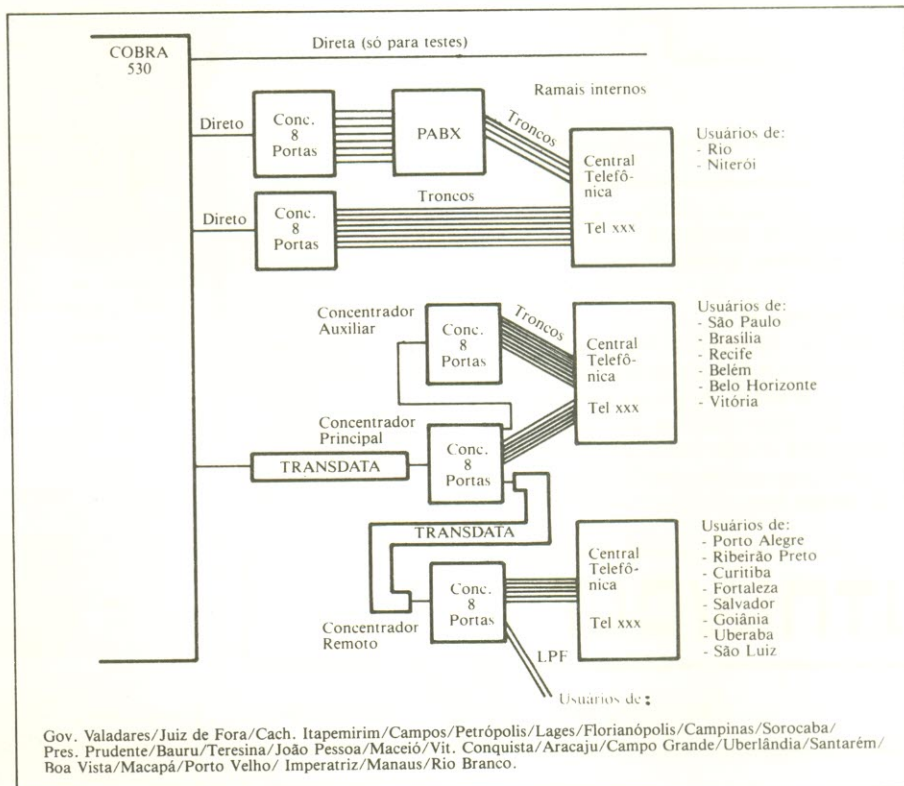 COBRA
530
Direta (só para testes)
Ramais internos
Direto
Conc.
8
Portas
PABX
Troncos
Central
Telefô-
nica
Tel xxx
Usuários de:
- Rio
- Niterói
Direto
Conc.
8
Portas
Troncos
Concentrador
Auxiliar
Conc.
8
Portas
Troncos
Central
Telefô-
nica
Tel xxx
Usuários de:
- São Paulo
- Brasília
- Recife
- Belém
- Belo Horizonte
- Vitória
Concentrador
Principal
TRANSDATA
Conc.
8
Portas
TRANSDATA
Concentrador
Remoto
Conc.
8
Portas
Central
Telefô-
nica
Tel xxx
Usuários de:
- Porto Alegre
- Ribeirão Preto
- Curitiba
- Fortaleza
- Salvador
- Goiânia
- Uberaba
- São Luiz
LPF
Usuários de:
Gov. Valadares/Juiz de Fora/Cach. Itapemirim/Campos/Petrópolis/Lages/Florianópolis/Campinas/Sorocaba/
Pres. Prudente/Bauru/Teresina/João Pessoa/Maceió/Vit. Conquista/Aracaju/Campo Grande/Uberlândia/Santarém/
Boa Vista/Macapá/Porto Velho/ Imperatriz/Manaus/Rio Branco.